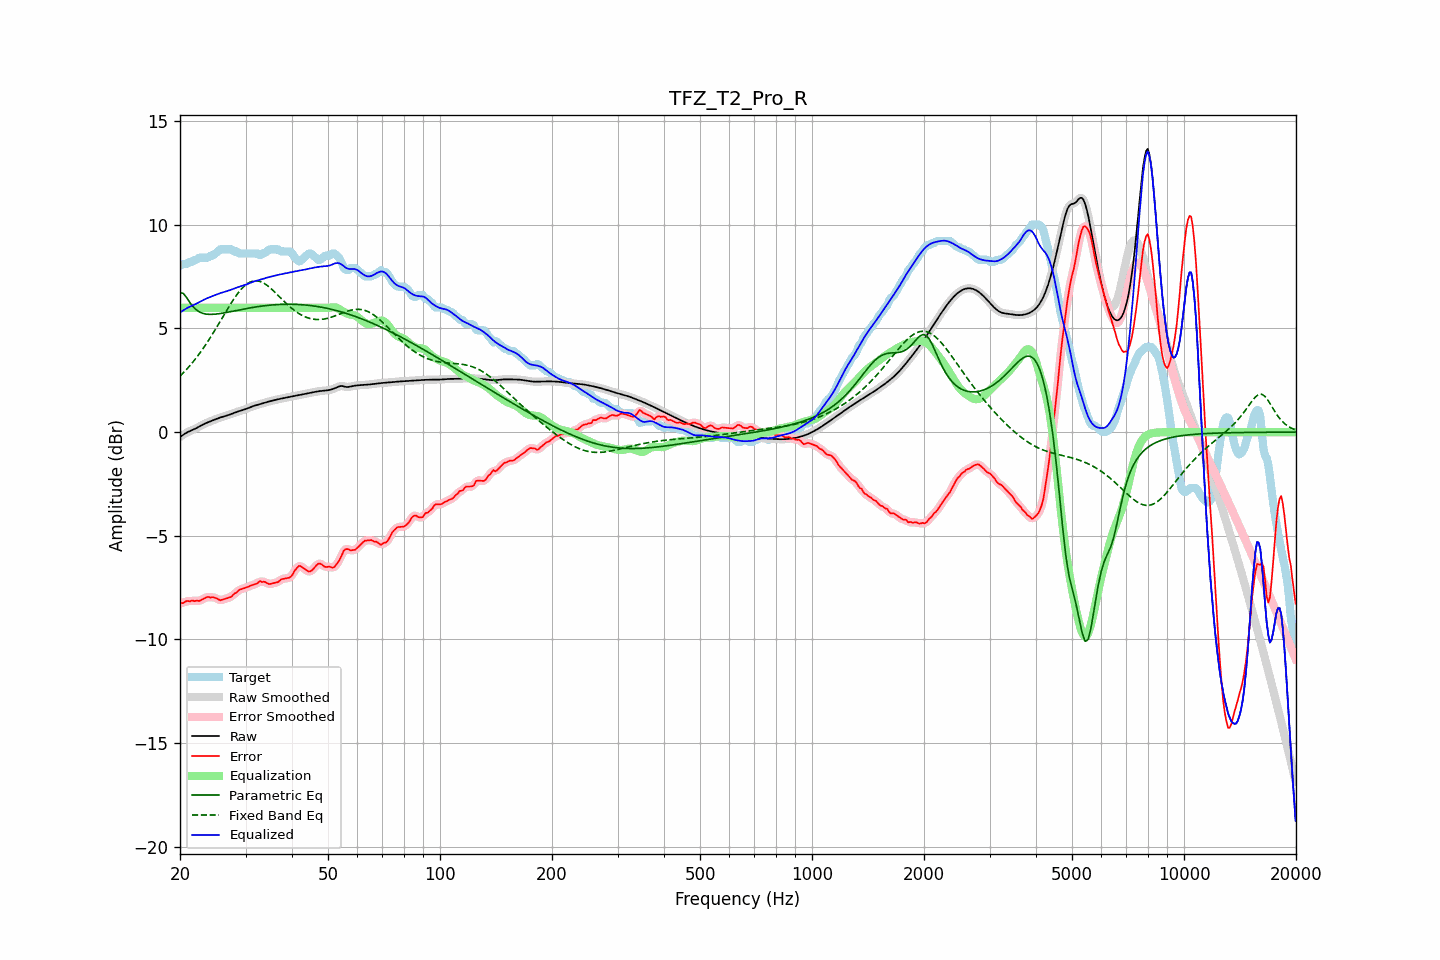 TFZ_T2_Pro_R
Amplitude (dBr)
15
10
5
0
−5
−10
−15
−20
Target
Raw Smoothed
Error Smoothed
Raw
Error
Equalization
Parametric Eq
Fixed Band Eq
Equalized
20 50 100 200 500 1000 2000 5000 10000 20000
Frequency (Hz)